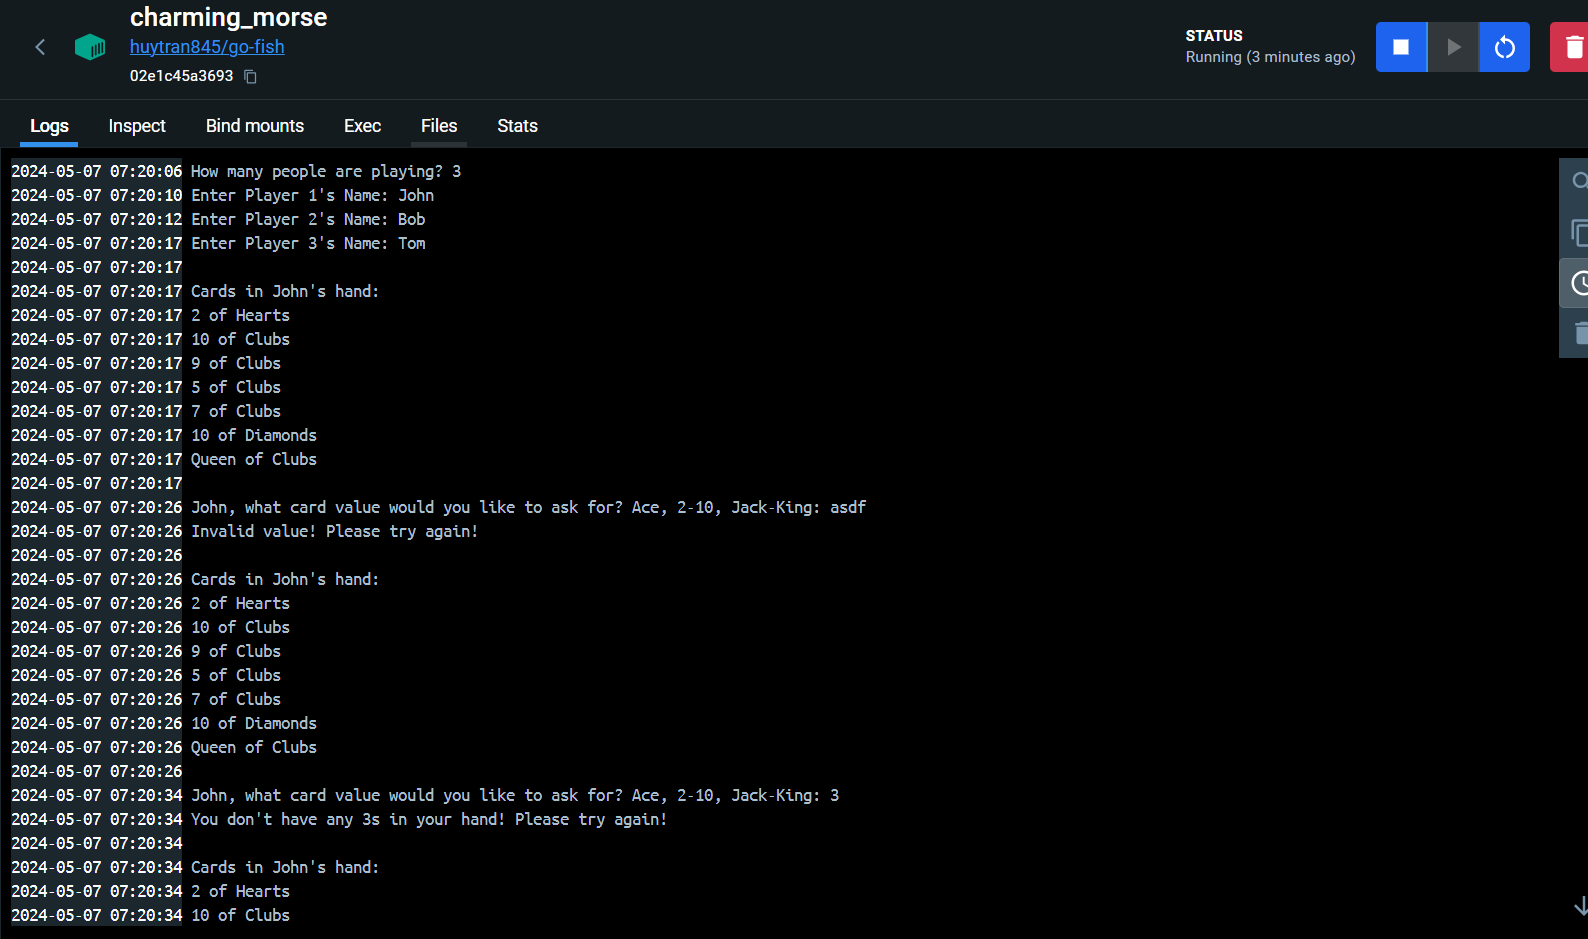 charming_morse
huytran845/go-fish
02e1c45a3693
STATUS
Running (3 minutes ago)
Logs Inspect Bind mounts Exec Files Stats
2024-05-07 07:20:06 How many people are playing? 3
2024-05-07 07:20:10 Enter Player 1's Name: John
2024-05-07 07:20:12 Enter Player 2's Name: Bob
2024-05-07 07:20:17 Enter Player 3's Name: Tom
2024-05-07 07:20:17
2024-05-07 07:20:17 Cards in John's hand:
2024-05-07 07:20:17 2 of Hearts
2024-05-07 07:20:17 10 of Clubs
2024-05-07 07:20:17 9 of Clubs
2024-05-07 07:20:17 5 of Clubs
2024-05-07 07:20:17 7 of Clubs
2024-05-07 07:20:17 10 of Diamonds
2024-05-07 07:20:17 Queen of Clubs
2024-05-07 07:20:17
2024-05-07 07:20:26 John, what card value would you like to ask for? Ace, 2-10, Jack-King: asdf
2024-05-07 07:20:26 Invalid value! Please try again!
2024-05-07 07:20:26
2024-05-07 07:20:26 Cards in John's hand:
2024-05-07 07:20:26 2 of Hearts
2024-05-07 07:20:26 10 of Clubs
2024-05-07 07:20:26 9 of Clubs
2024-05-07 07:20:26 5 of Clubs
2024-05-07 07:20:26 7 of Clubs
2024-05-07 07:20:26 10 of Diamonds
2024-05-07 07:20:26 Queen of Clubs
2024-05-07 07:20:26
2024-05-07 07:20:34 John, what card value would you like to ask for? Ace, 2-10, Jack-King: 3
2024-05-07 07:20:34 You don't have any 3s in your hand! Please try again!
2024-05-07 07:20:34
2024-05-07 07:20:34 Cards in John's hand:
2024-05-07 07:20:34 2 of Hearts
2024-05-07 07:20:34 10 of Clubs